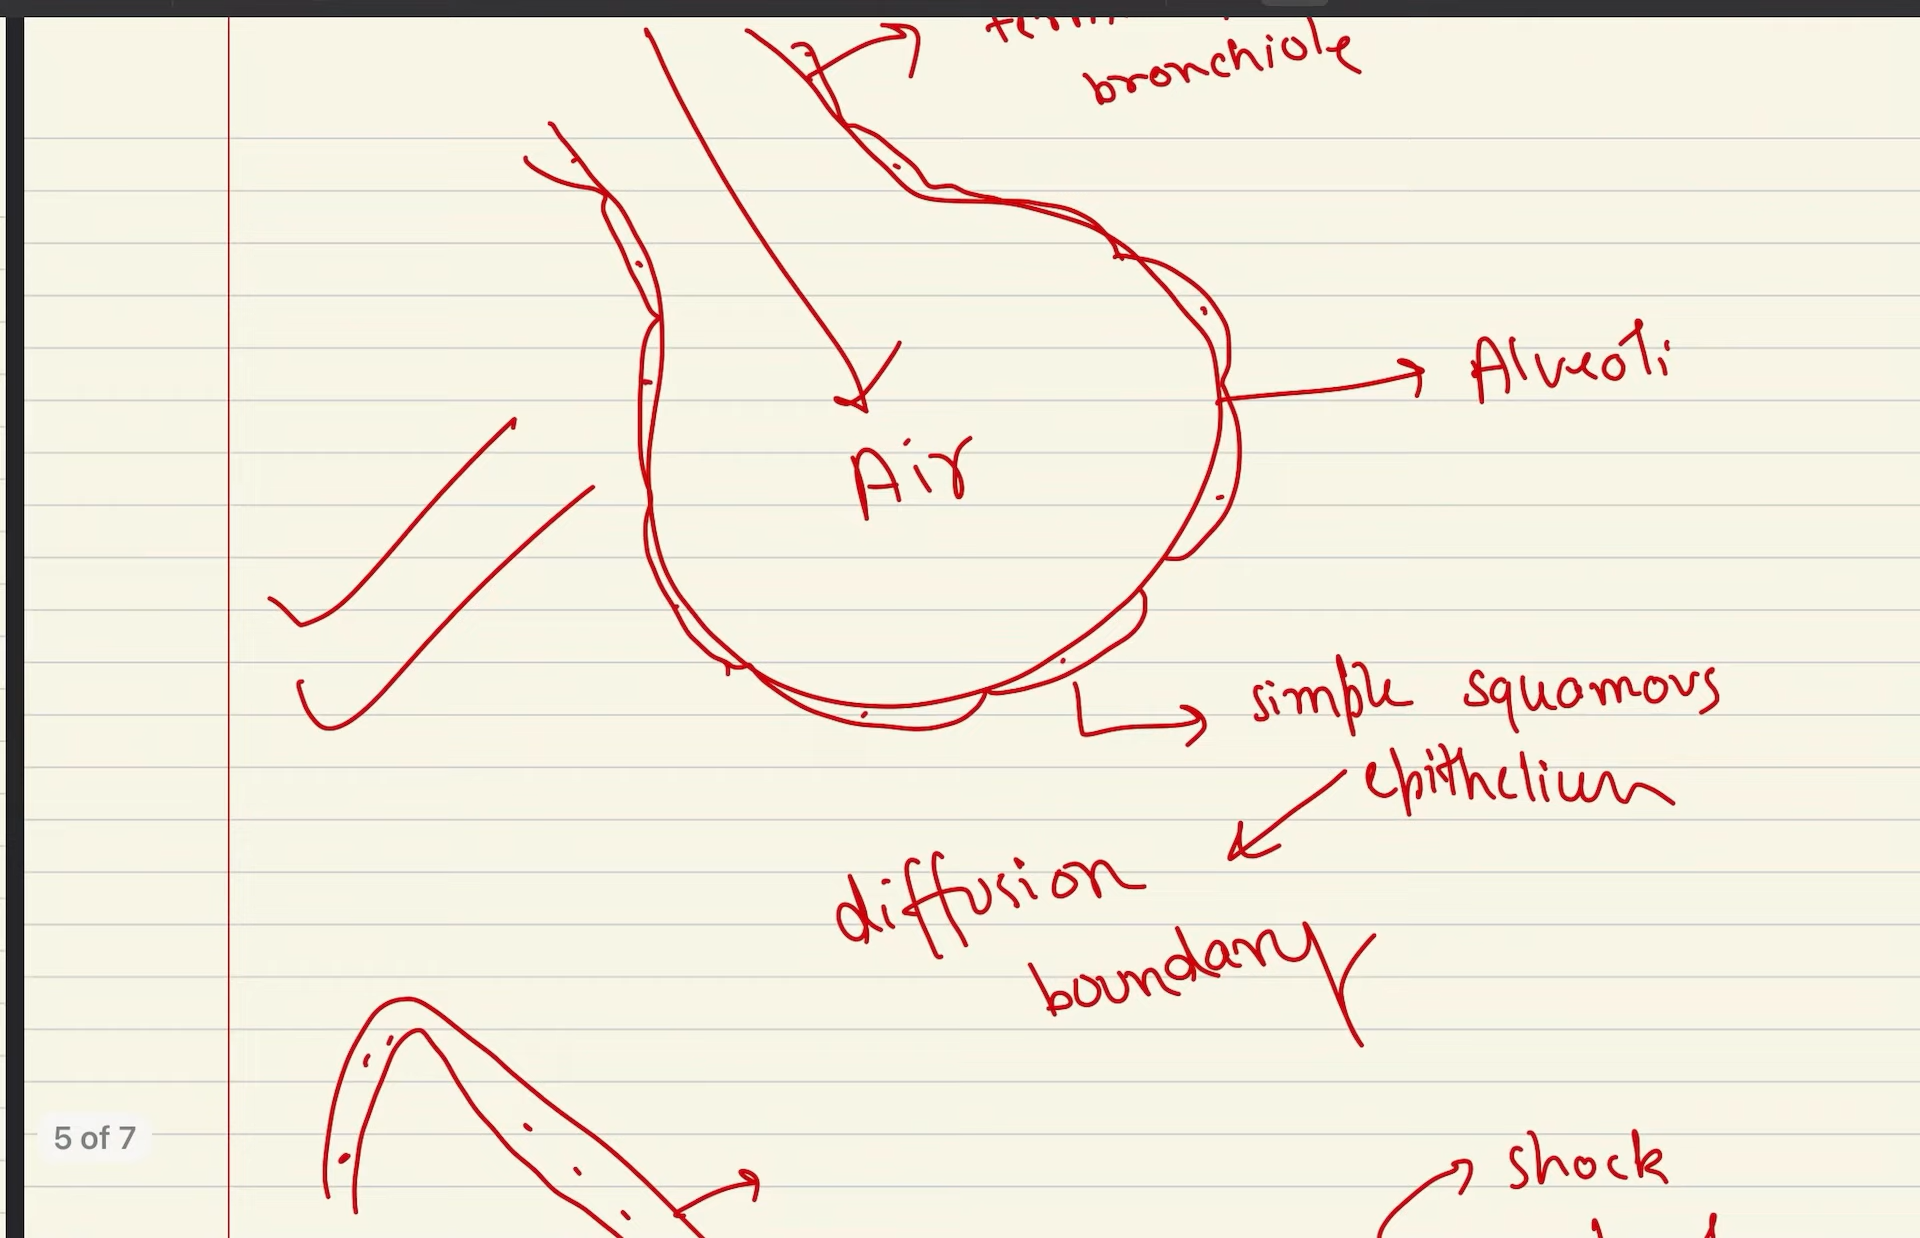 bronchiole
Alveoli
Air
simple squamous
epithelium
diffusion
boundary
5 of 7
shock